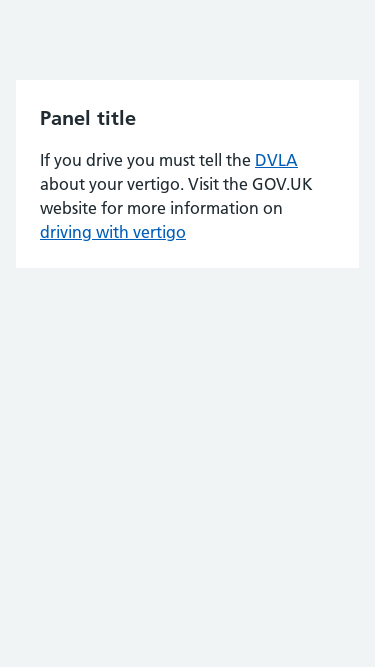 Panel title
If you drive you must tell the DVLA
about your vertigo. Visit the GOV.UK
website for more information on
driving with vertigo